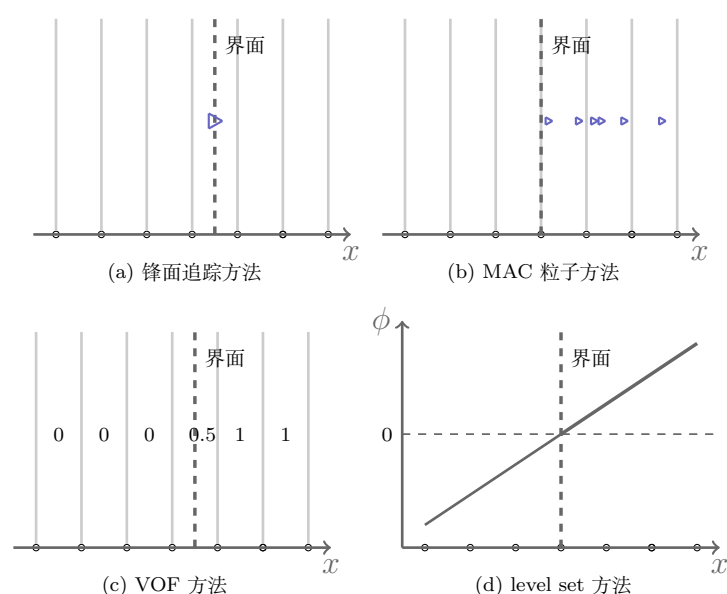 界面
x
(a) 锋面追踪方法
界面
x
(b) MAC 粒子方法
界面
0 0 0 0.5 1 1
x
(c) VOF 方法
ϕ
界面
0
x
(d) level set 方法